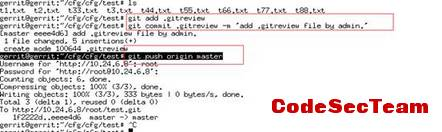 gerrit@gerrit:~/cfg/cfg/test# ls
t1.txt t2.txt t33.txt t3.txt t44.txt t55.txt t66.txt t77.txt t88.txt
gerrit@gerrit:~/cfg/cfg/test# git add .gitreview
gerrit@gerrit:~/cfg/cfg/test# git commit .gitreview -m "add .gitreview file by admin."
[master eeee4d6] add .gitreview file by admin.
1 file changed, 5 insertions(+)
create mode 100644 .gitreview
gerrit@gerrit:~/cfg/cfg/test# git push origin master
Username for 'http://10.24.6.8': root
Password for 'http://root@10.24.6.8':
Counting objects: 6, done.
Compressing objects: 100% (3/3), done.
Writing objects: 100% (3/3), 333 bytes | 0 bytes/s, done.
Total 3 (delta 1), reused 0 (delta 0)
To http://10.24.6.8/root/test.git
1f2222d..eeee4d6 master -> master
gerrit@gerrit:~/cfg/cfg/test# ^C
CodeSecTeam